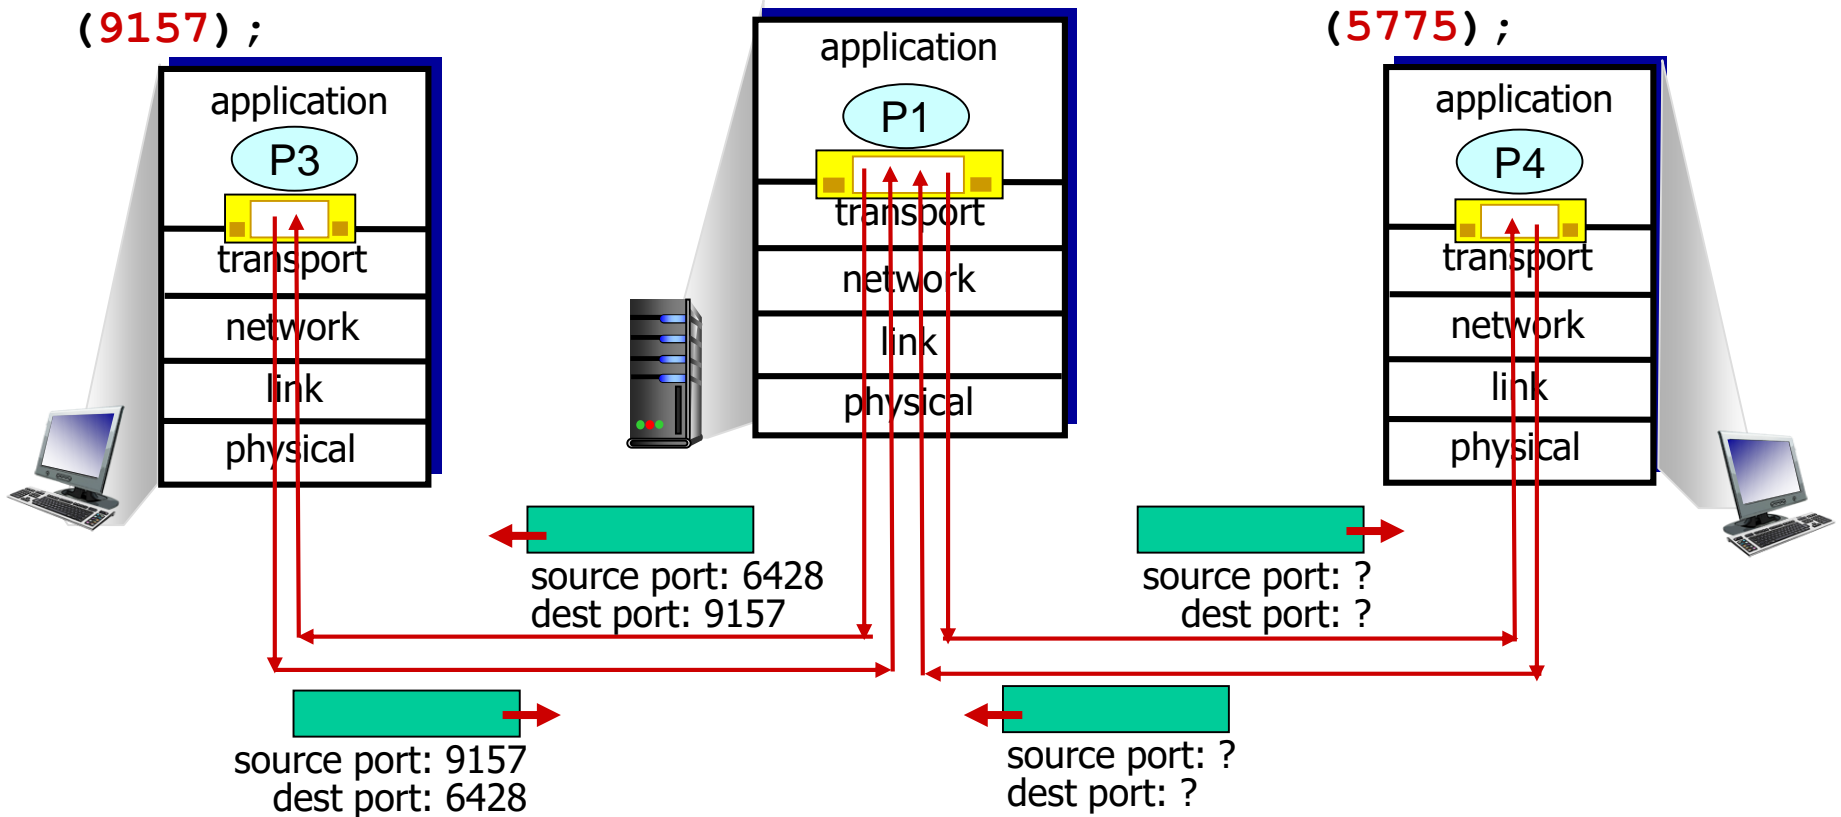 (9157);
application
P3
transport
network
link
physical
application
P1
transport
network
link
physical
(5775);
application
P4
transport
network
link
physical
source port: 6428
dest port: 9157
source port: ?
dest port: ?
source port: 9157
dest port: 6428
source port: ?
dest port: ?